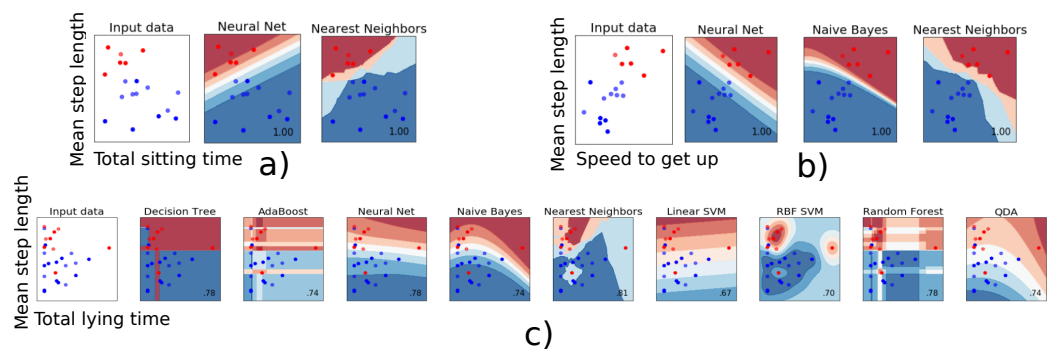 Input data Neural Net Nearest Neighbors
Mean step length
1.00 1.00
Total sitting time
a)
Input data Neural Net Naive Bayes Nearest Neighbors
Mean step length
1.00 1.00 1.00
Speed to get up
b)
Input data Decision Tree AdaBoost Neural Net Naive Bayes Nearest Neighbors Linear SVM RBF SVM Random Forest QDA
Mean step length
.78 .74 .78 .74 .81 .67 .70 .78 .74
Total lying time
c)